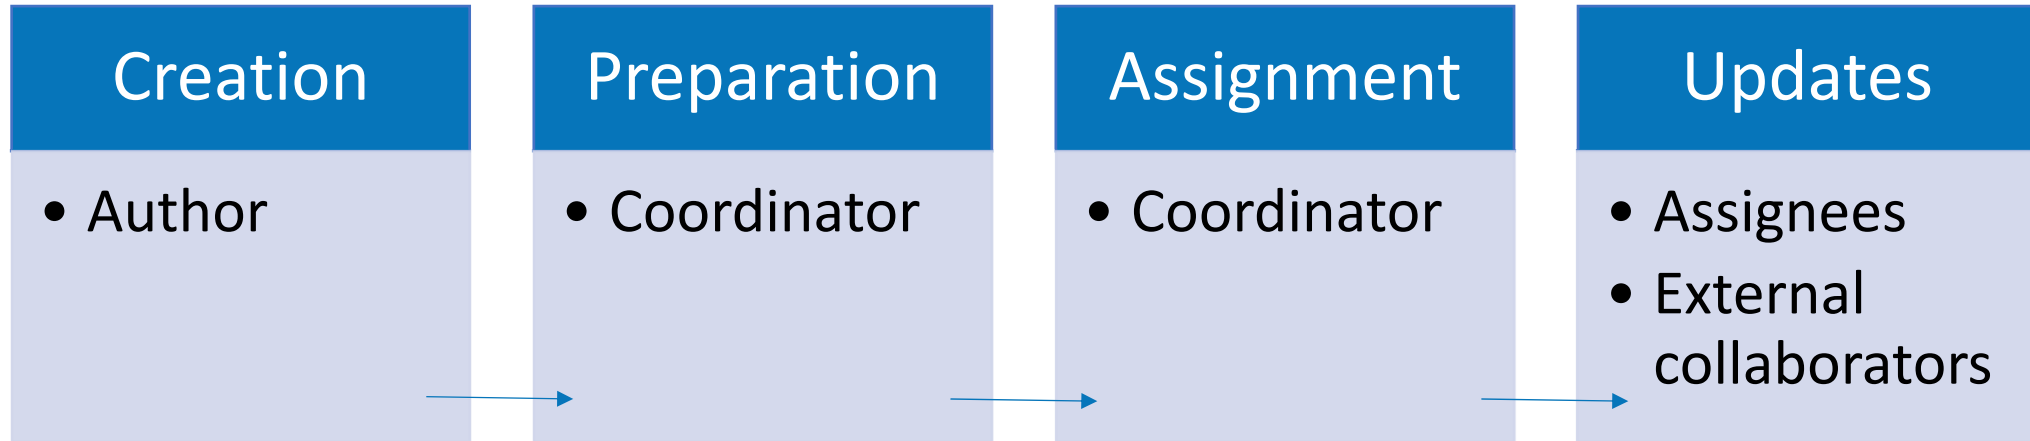 Creation
• Author
Preparation
• Coordinator
Assignment
• Coordinator
Updates
• Assignees
• External
collaborators